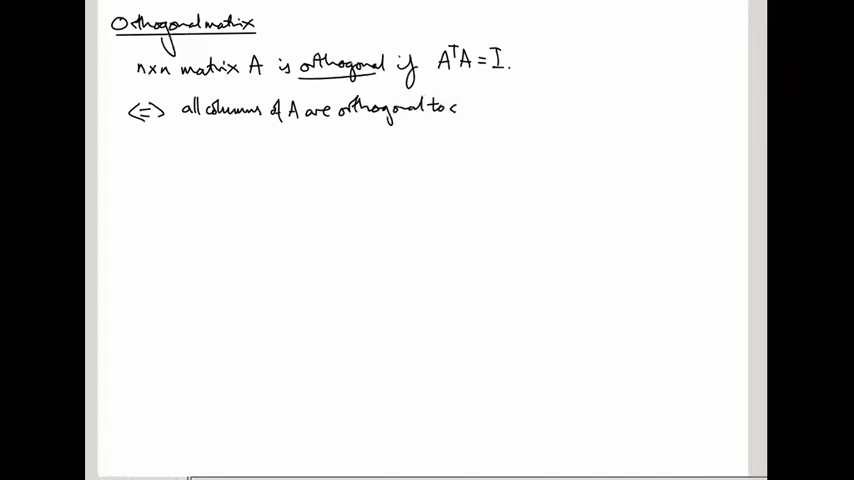 Orthogonal matrix
n×n matrix A is orthogonal if AᵀA = I.
⟺ all columns of A are orthogonal to